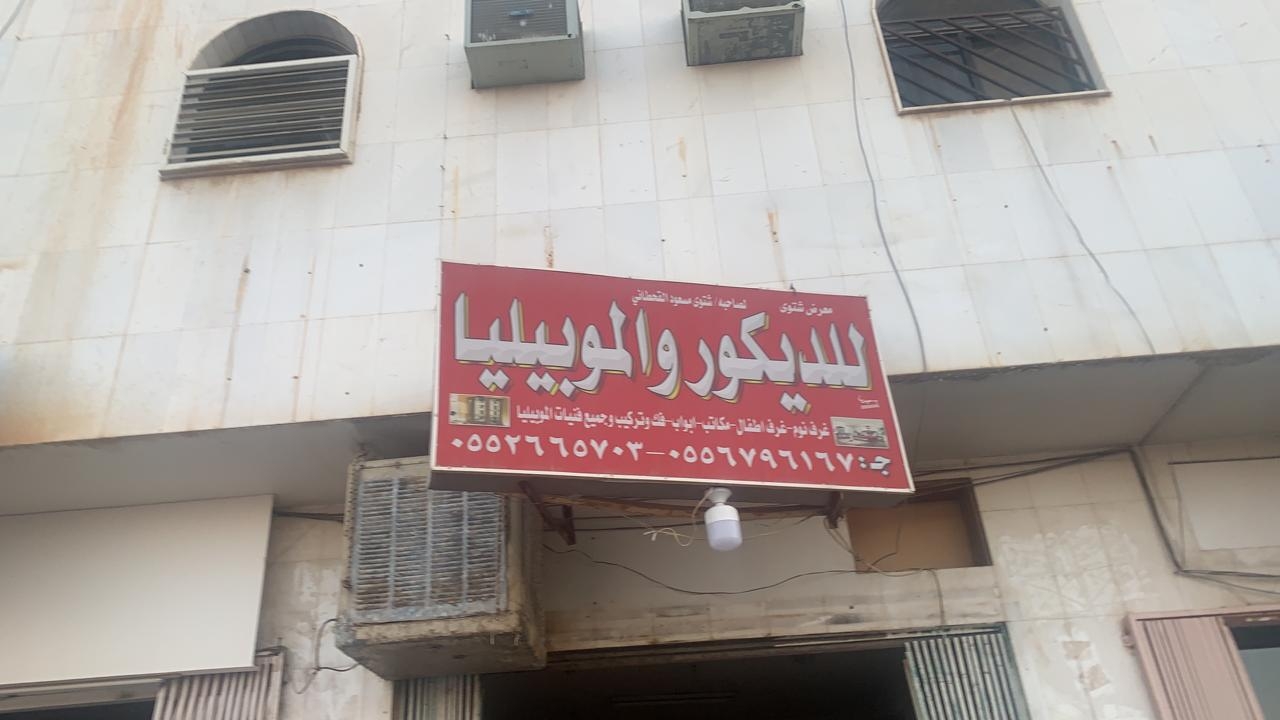 معرض شتوى لصاحبه / شتوى مسعود القحطاني
للديكور والموبيليا
غرف نوم-غرف اطفال-مكاتب-ابواب-فك وتركيب وجميع فنيات الموبيليا
ج: ٠٥٥٦٧٩٦١٦٧-٠٥٥٢٦٦٥٧٠٣